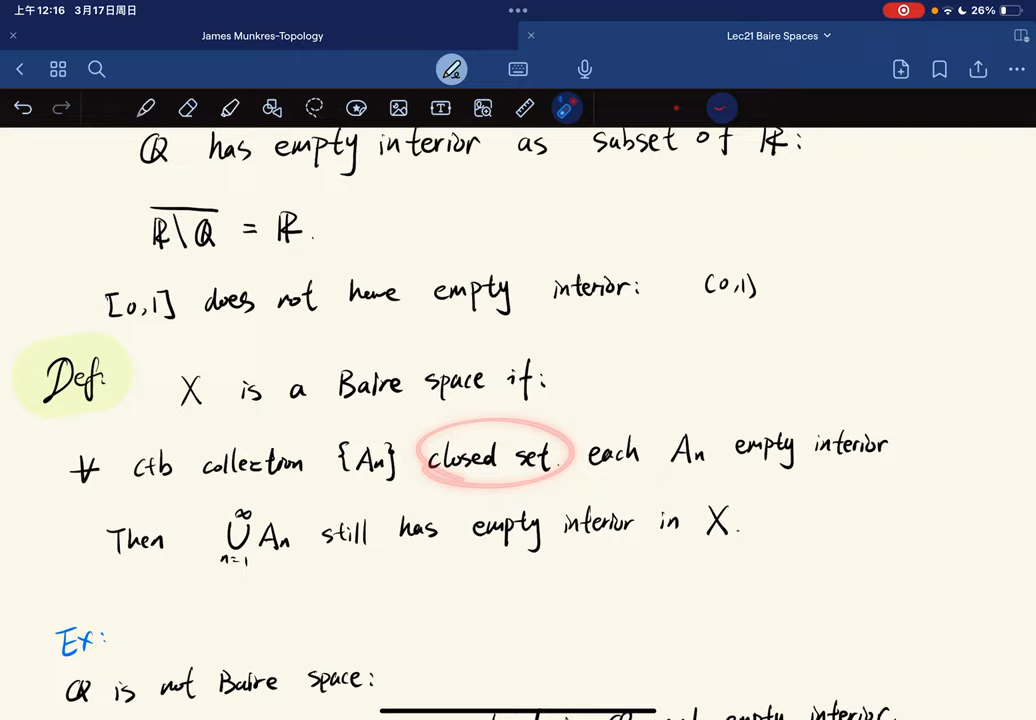 上午12:16 3月17日周日
26%
James Munkres-Topology
Lec21 Baire Spaces
ℚ has empty interior as subset of ℝ:
\overline{ℝ\ℚ} = ℝ.
[0,1] does not have empty interior: (0,1)
Def: X is a Baire space if:
∀ ctb collection {An} closed set. each An empty interior
Then ∞⋃n=1 An still has empty interior in X.
Ex:
ℚ is not Baire space:
empty interior.